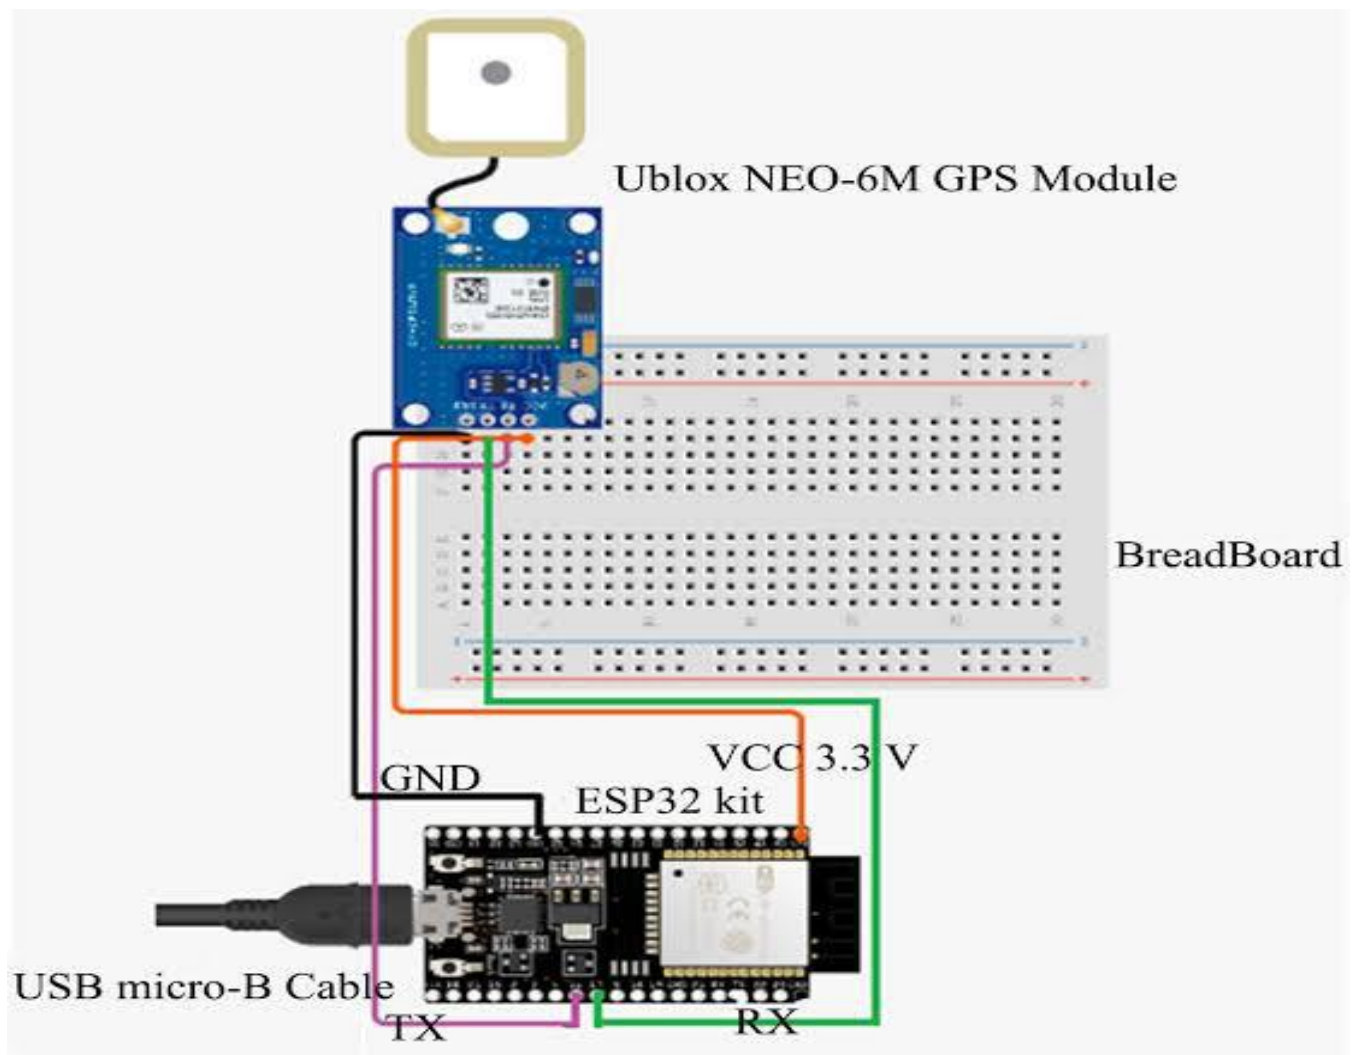 Ublox NEO-6M GPS Module
BreadBoard
VCC 3.3 V
GND
ESP32 kit
USB micro-B Cable
TX
RX